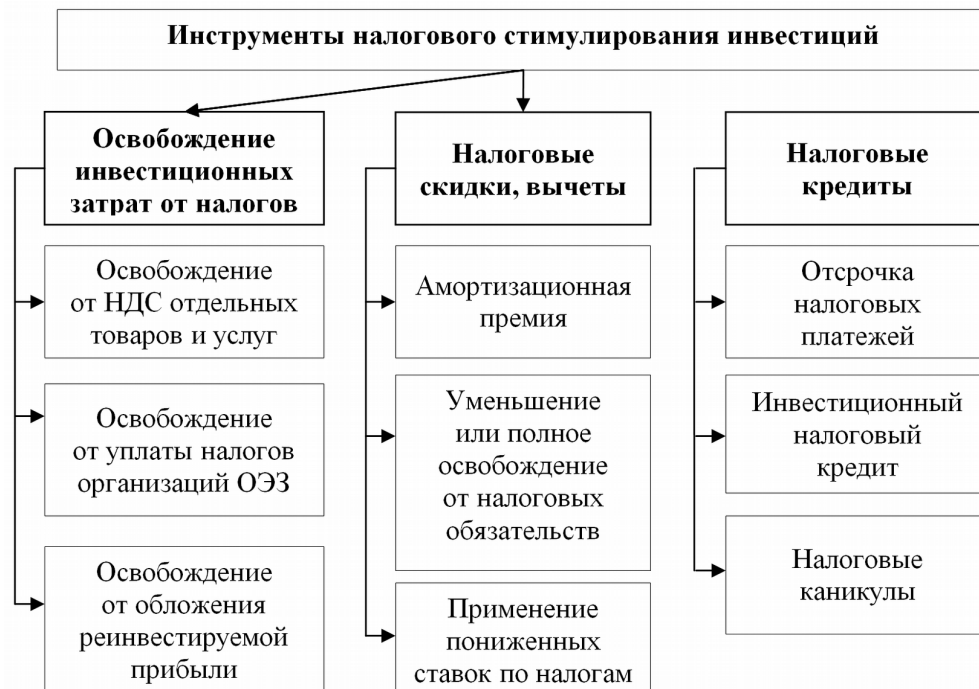 Инструменты налогового стимулирования инвестиций
Освобождение
инвестиционных
затрат от налогов
Освобождение
от НДС отдельных
товаров и услуг
Освобождение
от уплаты налогов
организаций ОЭЗ
Освобождение
от обложения
реинвестируемой
прибыли
Налоговые
скидки, вычеты
Амортизационная
премия
Уменьшение
или полное
освобождение
от налоговых
обязательств
Применение
пониженных
ставок по налогам
Налоговые
кредиты
Отсрочка
налоговых
платежей
Инвестиционный
налоговый
кредит
Налоговые
каникулы